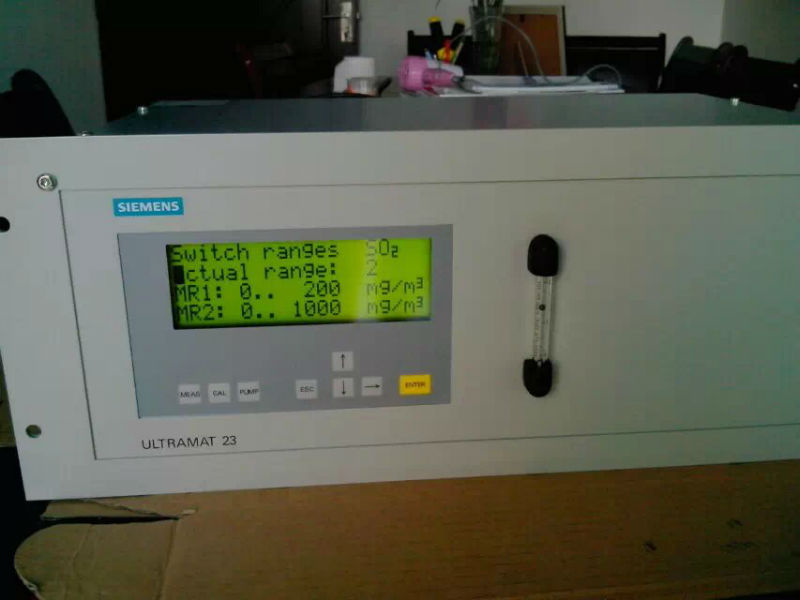 SIEMENS
Switch ranges SO₂
Actual range: 2
MR1: 0.. 200 mg/m³
MR2: 0.. 1000 mg/m³
MEAS CAL PUMP ESC ↑ ↓ → ENTER
ULTRAMAT 23